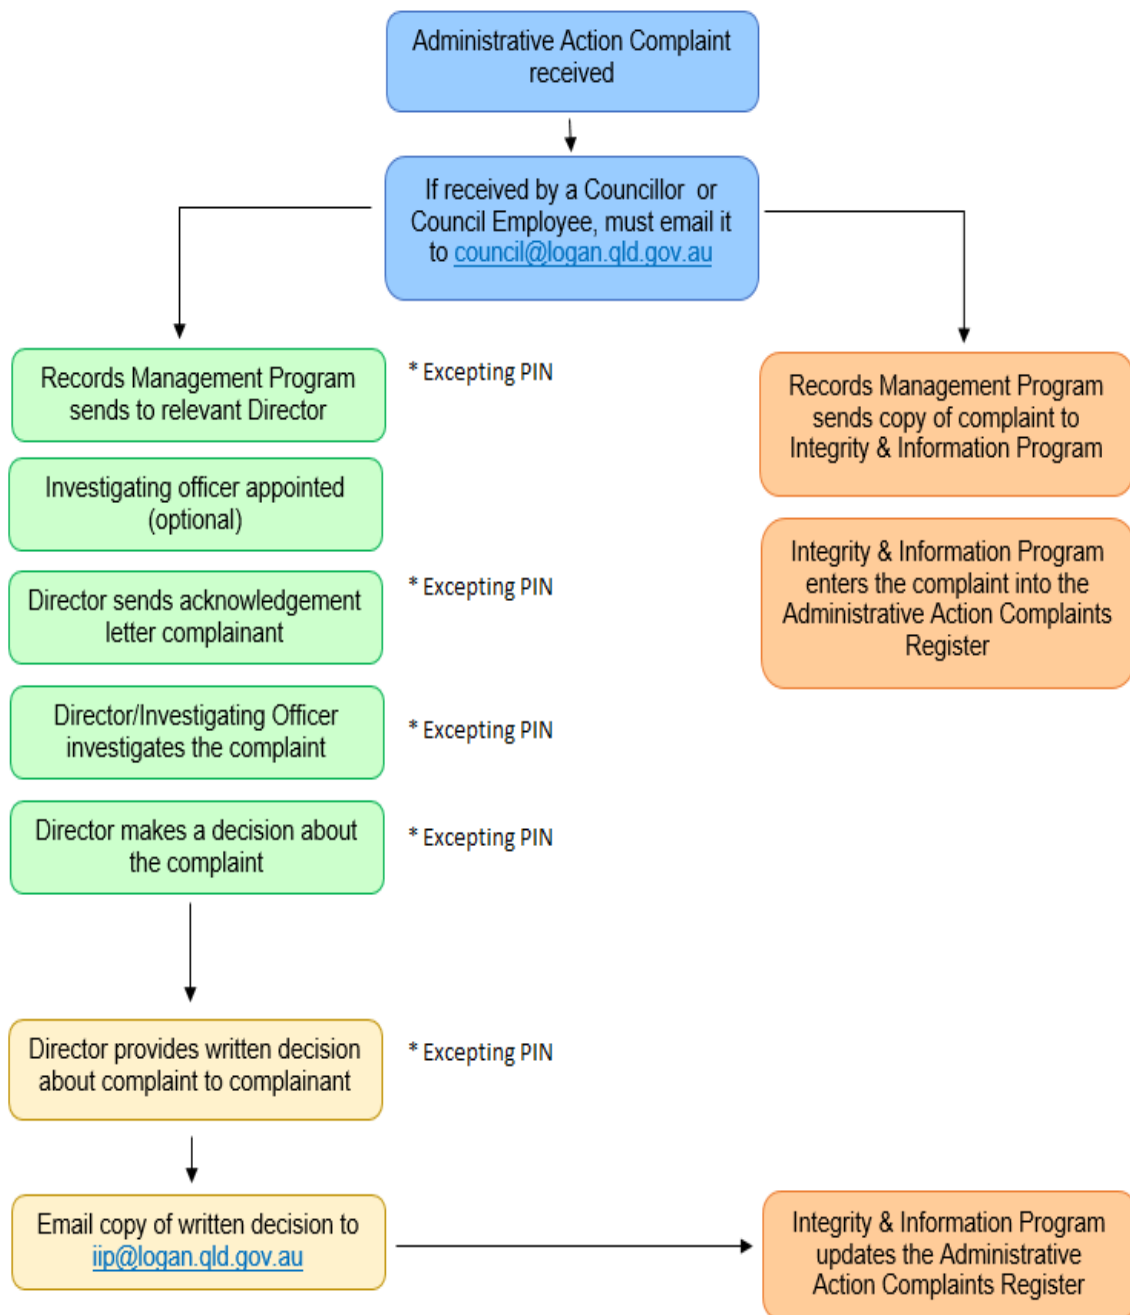 Administrative Action Complaint
received
If received by a Councillor or
Council Employee, must email it
to council@logan.qld.gov.au
Records Management Program
sends to relevant Director
* Excepting PIN
Records Management Program
sends copy of complaint to
Integrity & Information Program
Investigating officer appointed
(optional)
Integrity & Information Program
enters the complaint into the
Administrative Action Complaints
Register
Director sends acknowledgement
letter complainant
* Excepting PIN
Director/Investigating Officer
investigates the complaint
* Excepting PIN
Director makes a decision about
the complaint
* Excepting PIN
Director provides written decision
about complaint to complainant
* Excepting PIN
Email copy of written decision to
iip@logan.qld.gov.au
Integrity & Information Program
updates the Administrative
Action Complaints Register